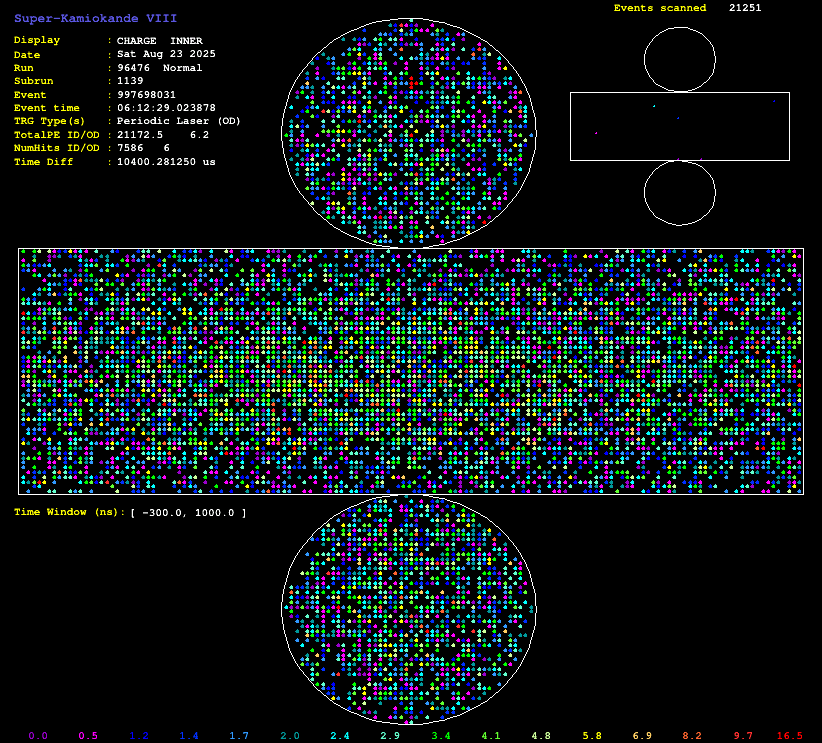 Super-Kamiokande VIII
Events scanned 21251
Display : CHARGE INNER
Date : Sat Aug 23 2025
Run : 96476 Normal
Subrun : 1139
Event : 997698031
Event time : 06:12:29.023878
TRG Type(s) : Periodic Laser (OD)
TotalPE ID/OD : 21172.5 6.2
NumHits ID/OD : 7586 6
Time Diff : 10400.281250 us
Time Window (ns): [ -300.0, 1000.0 ]
0.0 0.5 1.2 1.4 1.7 2.0 2.4 2.9 3.4 4.1 4.8 5.8 6.9 8.2 9.7 16.5